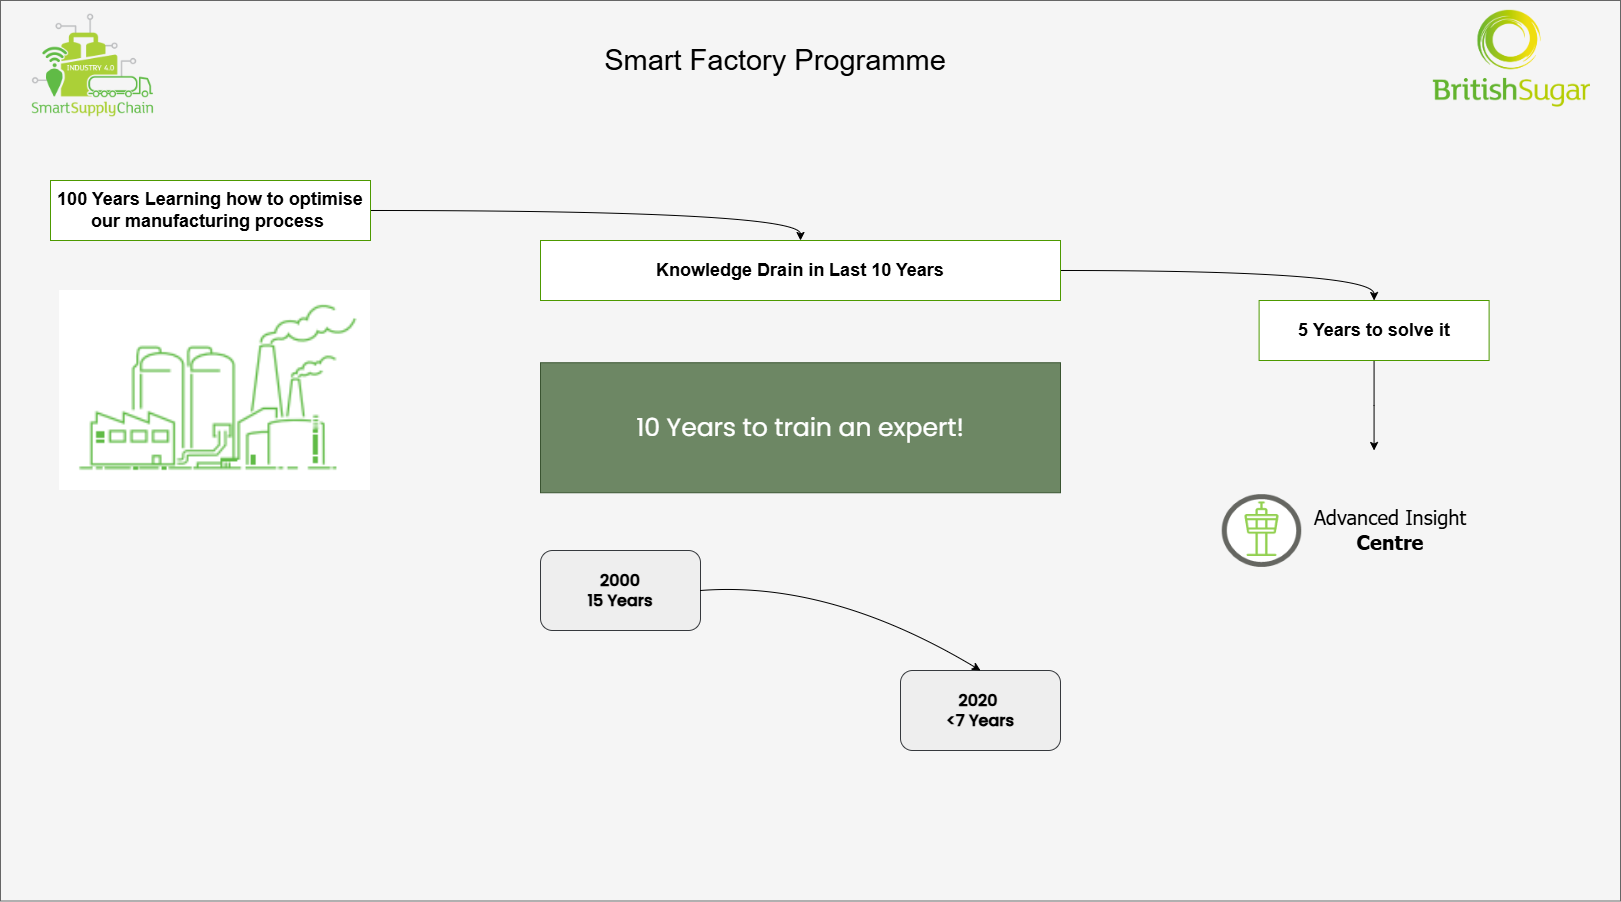 INDUSTRY 4.0
SmartSupplyChain
Smart Factory Programme
BritishSugar
100 Years Learning how to optimise
our manufacturing process
Knowledge Drain in Last 10 Years
5 Years to solve it
10 Years to train an expert!
Advanced Insight
Centre
2000
15 Years
2020
<7 Years